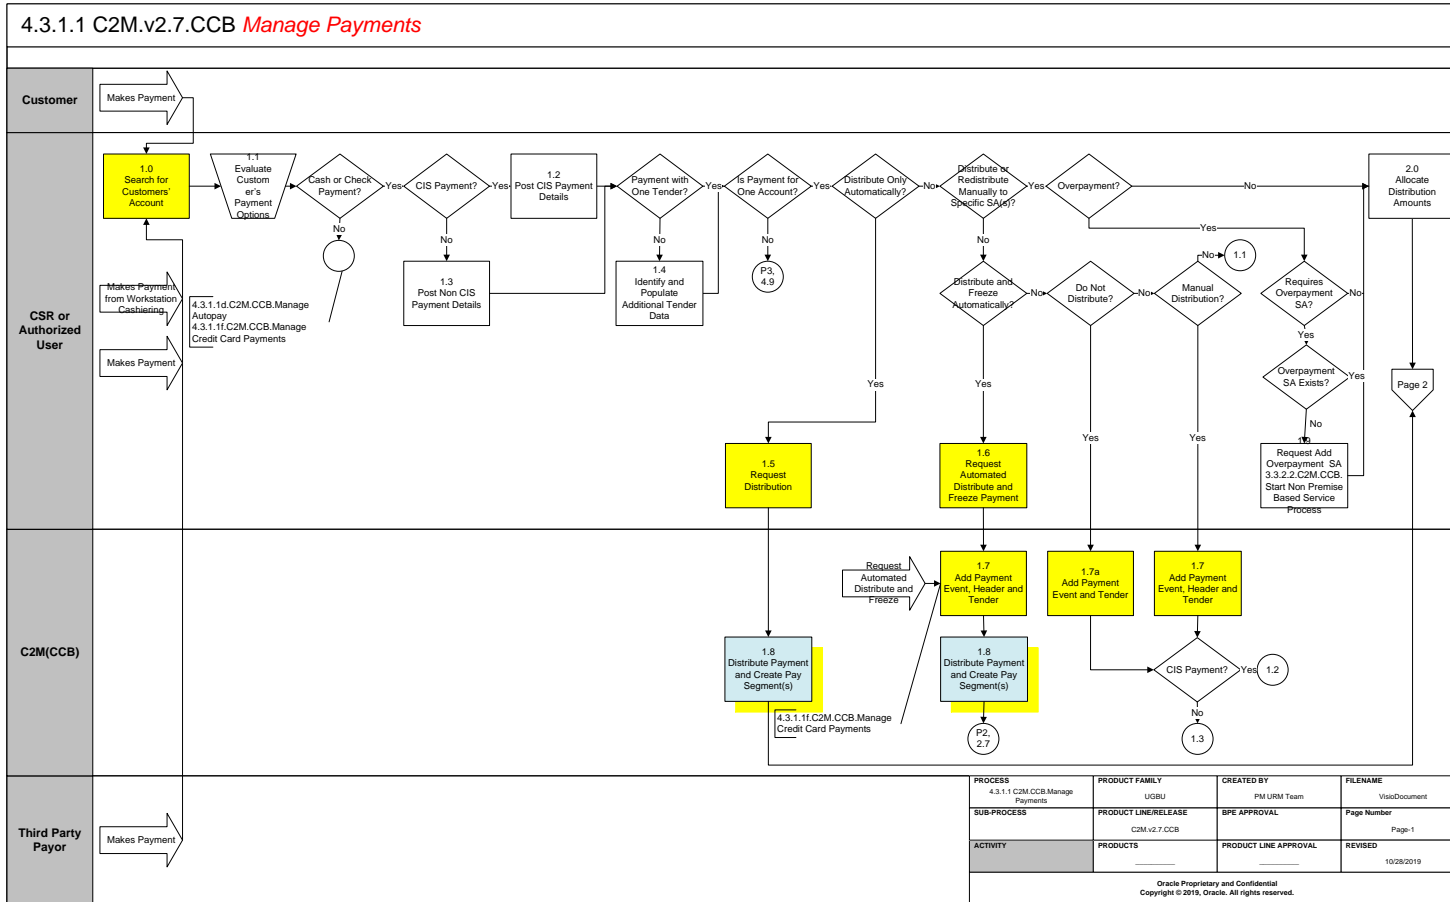 4.3.1.1 C2M.v2.7.CCB Manage Payments
Customer
Makes Payment
CSR or
Authorized
User
1.0
Search for
Customers'
Account
1.1
Evaluate
Custom
er's
Payment
Options
Cash or Check
Payment?
Yes
No
CIS Payment?
Yes
No
1.2
Post CIS Payment
Details
1.3
Post Non CIS
Payment Details
Payment with
One Tender?
Yes
No
1.4
Identify and
Populate
Additional Tender
Data
Is Payment for
One Account?
Yes
No
P3,
4.9
Distribute Only
Automatically?
No
Yes
Distribute or
Redistribute
Manually to
Specific SA(s)?
Yes
No
Overpayment?
No
Yes
2.0
Allocate
Distribution
Amounts
Makes Payment
from Workstation
Cashiering
4.3.1.1d.C2M.CCB.Manage
Autopay
4.3.1.1f.C2M.CCB.Manage
Credit Card Payments
Makes Payment
Distribute and
Freeze
Automatically?
No
Yes
Do Not
Distribute?
No
Yes
Manual
Distribution?
No
1.1
Yes
Requires
Overpayment
SA?
No
Yes
Overpayment
SA Exists?
Yes
No
Page 2
1.5
Request
Distribution
1.6
Request
Automated
Distribute and
Freeze Payment
1.9
Request Add
Overpayment SA
3.3.2.2.C2M.CCB.
Start Non Premise
Based Service
Process
C2M(CCB)
Request
Automated
Distribute and
Freeze
1.7
Add Payment
Event, Header and
Tender
1.7a
Add Payment
Event and Tender
1.7
Add Payment
Event, Header and
Tender
1.8
Distribute Payment
and Create Pay
Segment(s)
1.8
Distribute Payment
and Create Pay
Segment(s)
CIS Payment?
Yes
1.2
No
1.3
4.3.1.1f.C2M.CCB.Manage
Credit Card Payments
P2,
2.7
Third Party
Payor
Makes Payment
PROCESS
4.3.1.1 C2M.CCB.Manage
Payments
PRODUCT FAMILY
UGBU
CREATED BY
PM URM Team
FILENAME
VisioDocument
SUB-PROCESS
PRODUCT LINE/RELEASE
C2M.v2.7.CCB
BPE APPROVAL
Page Number
Page-1
ACTIVITY
PRODUCTS
PRODUCT LINE APPROVAL
REVISED
10/28/2019
Oracle Proprietary and Confidential
Copyright © 2019, Oracle. All rights reserved.